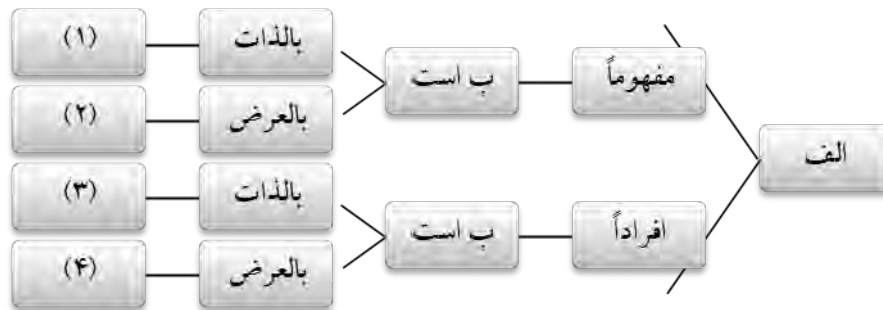 الف
مفهوماً
ب است
بالذات
(۱)
بالعرض
(۲)
افراداً
ب است
بالذات
(۳)
بالعرض
(۴)